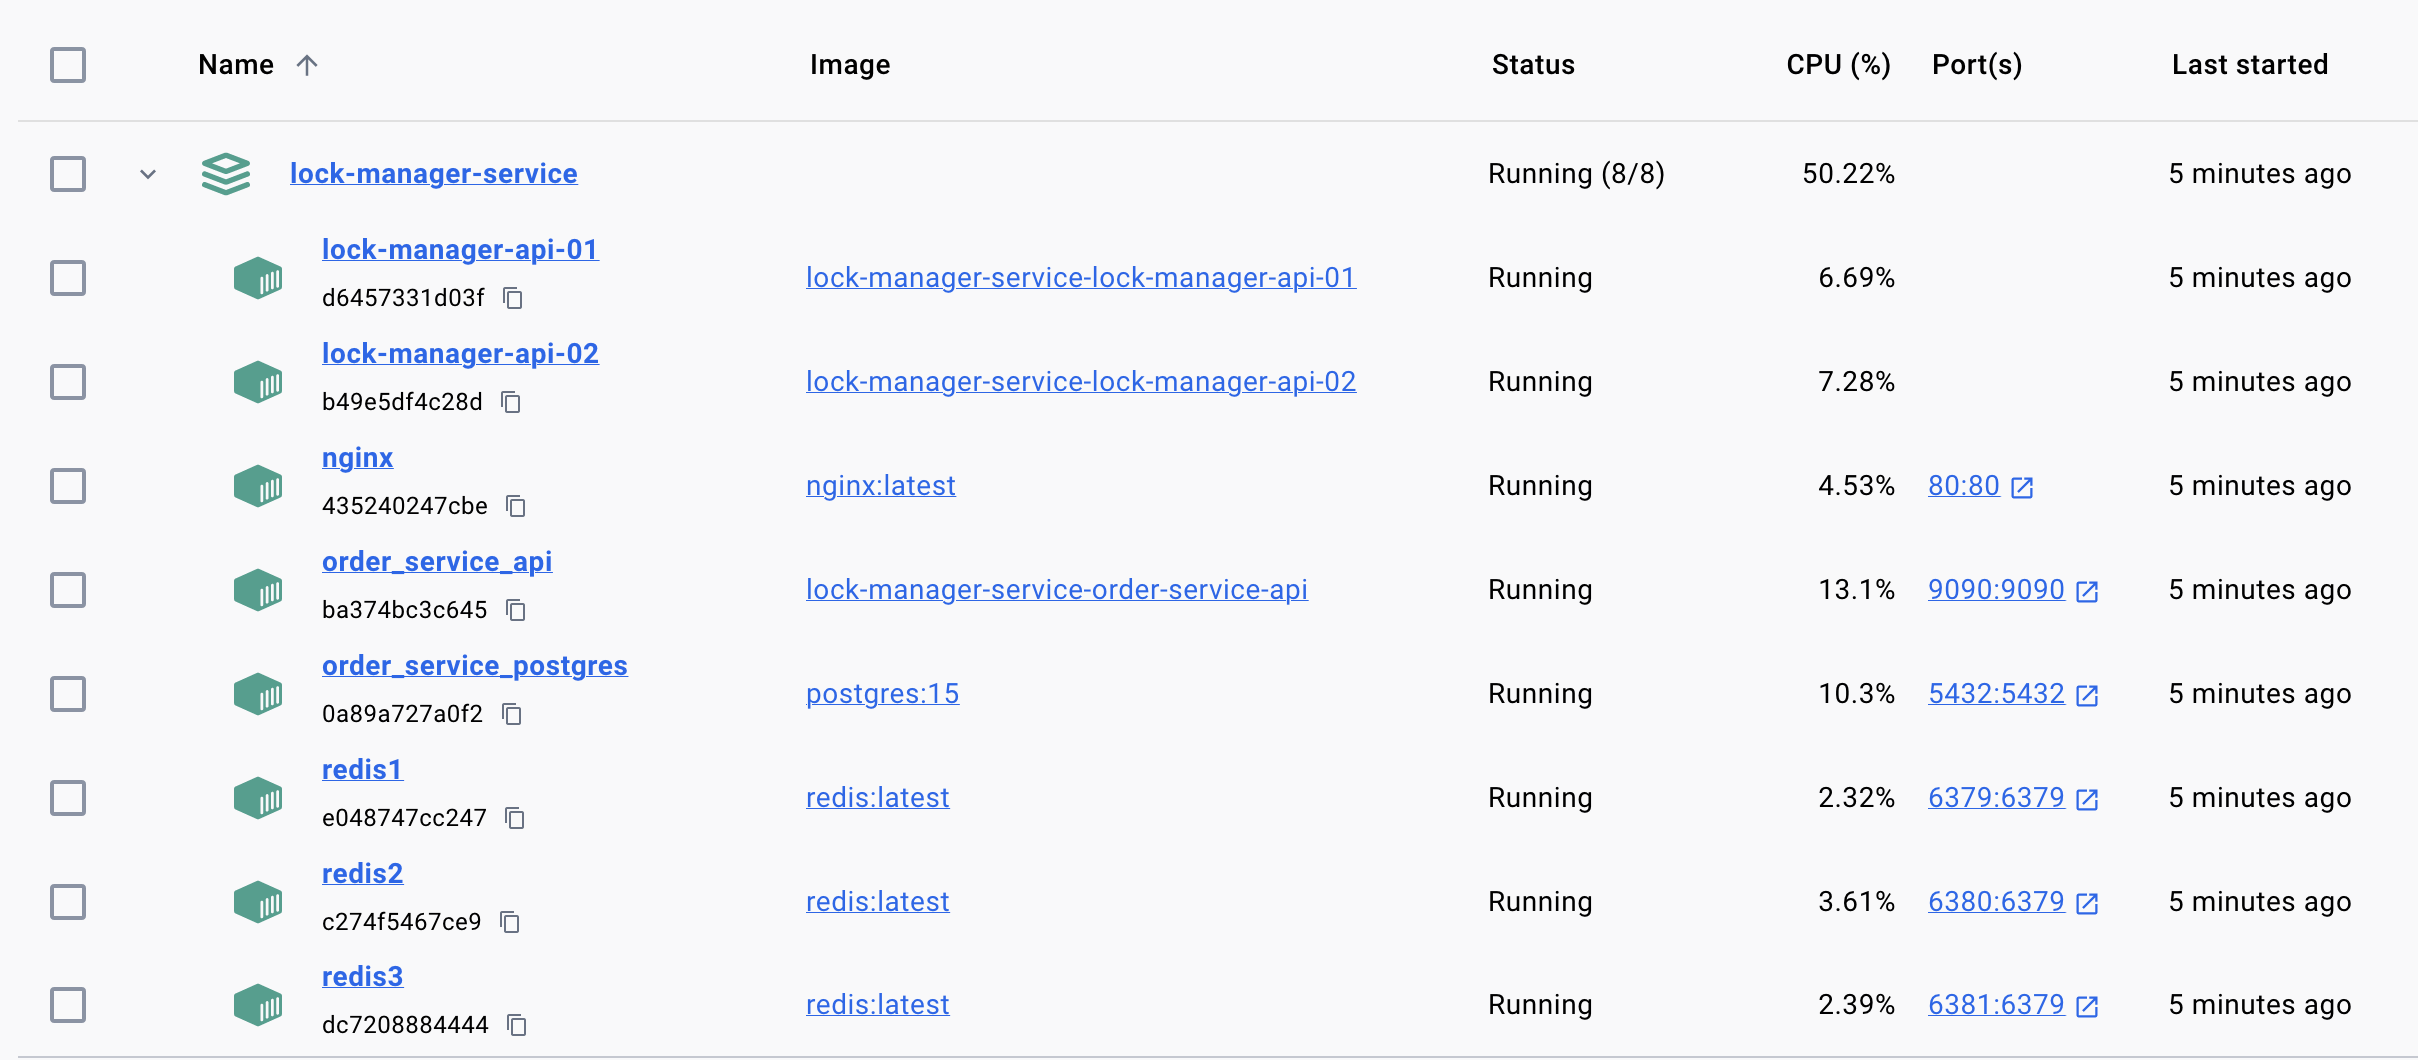 Name Image Status CPU (%) Port(s) Last started
lock-manager-service Running (8/8) 50.22% 5 minutes ago
lock-manager-api-01
d6457331d03f
lock-manager-service-lock-manager-api-01 Running 6.69% 5 minutes ago
lock-manager-api-02
b49e5df4c28d
lock-manager-service-lock-manager-api-02 Running 7.28% 5 minutes ago
nginx
435240247cbe
nginx:latest Running 4.53% 80:80 5 minutes ago
order_service_api
ba374bc3c645
lock-manager-service-order-service-api Running 13.1% 9090:9090 5 minutes ago
order_service_postgres
0a89a727a0f2
postgres:15 Running 10.3% 5432:5432 5 minutes ago
redis1
e048747cc247
redis:latest Running 2.32% 6379:6379 5 minutes ago
redis2
c274f5467ce9
redis:latest Running 3.61% 6380:6379 5 minutes ago
redis3
dc7208884444
redis:latest Running 2.39% 6381:6379 5 minutes ago